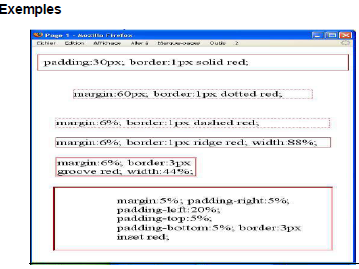 Exemples
Page 1 - Mozilla Firefox
Fichier Edition Affichage Aller à Marque-pages Outils ?
padding:30px; border:1px solid red;
margin:60px; border:1px dotted red;
margin:6%; border:1px dashed red;
margin:6%; border:1px ridge red; width:88%;
margin:6%; border:3px
groove red; width:44%;
margin:5%; padding-right:5%;
padding-left:20%;
padding-top:5%;
padding-bottom:5%; border:3px
inset red;